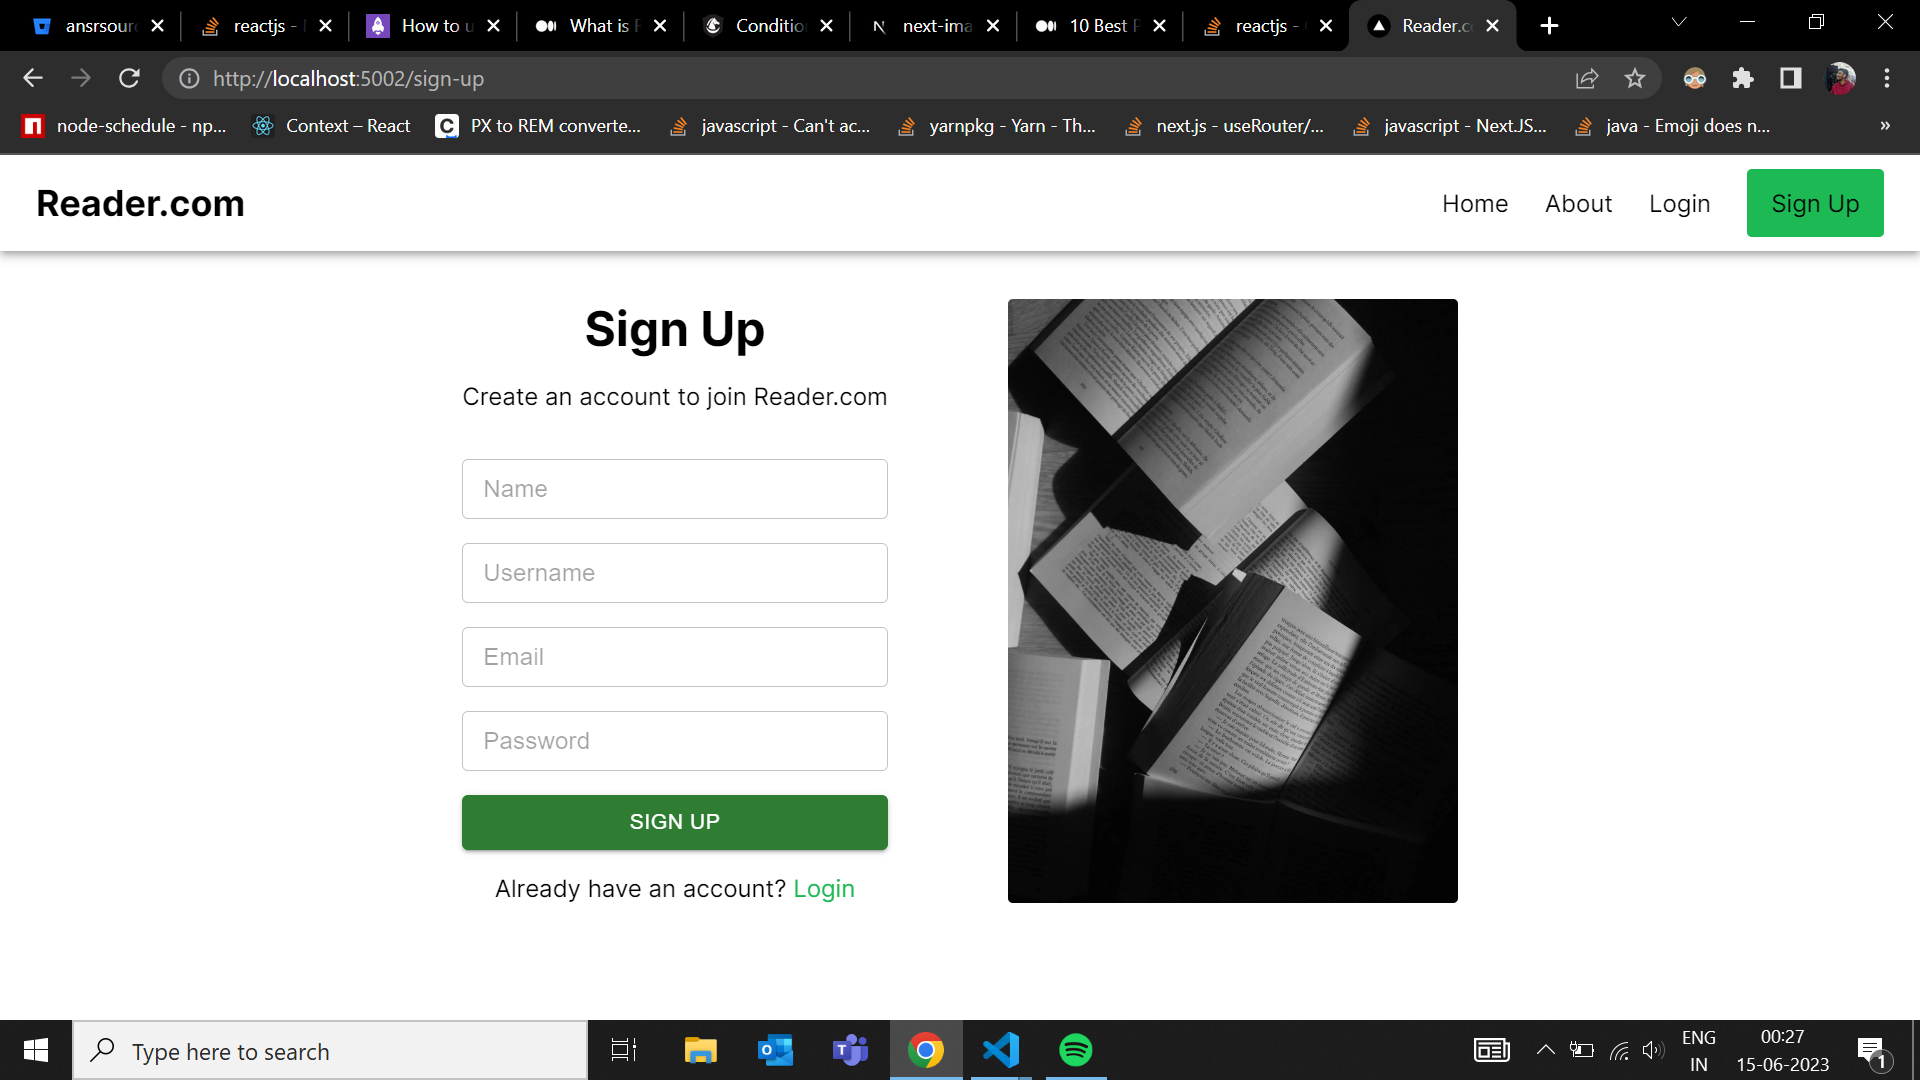 ansrsour
reactjs -
How to u
What is
Conditio
next-ima
10 Best
reactjs -
Reader.c
http://localhost:5002/sign-up
node-schedule - np...
Context – React
PX to REM converte...
javascript - Can't ac...
yarnpkg - Yarn - Th...
next.js - useRouter/...
javascript - Next.JS...
java - Emoji does n...
»
Reader.com
Home
About
Login
Sign Up
Sign Up
Create an account to join Reader.com
Name
Username
Email
Password
SIGN UP
Already have an account? Login
Type here to search
ENG
IN
00:27
15-06-2023
1